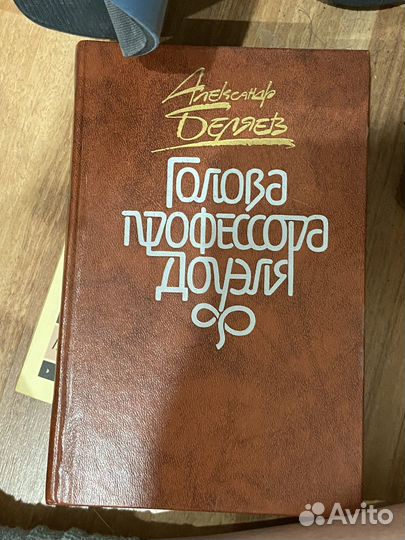 Александр
Беляев
Голова
профессора
Доуэля
Avito